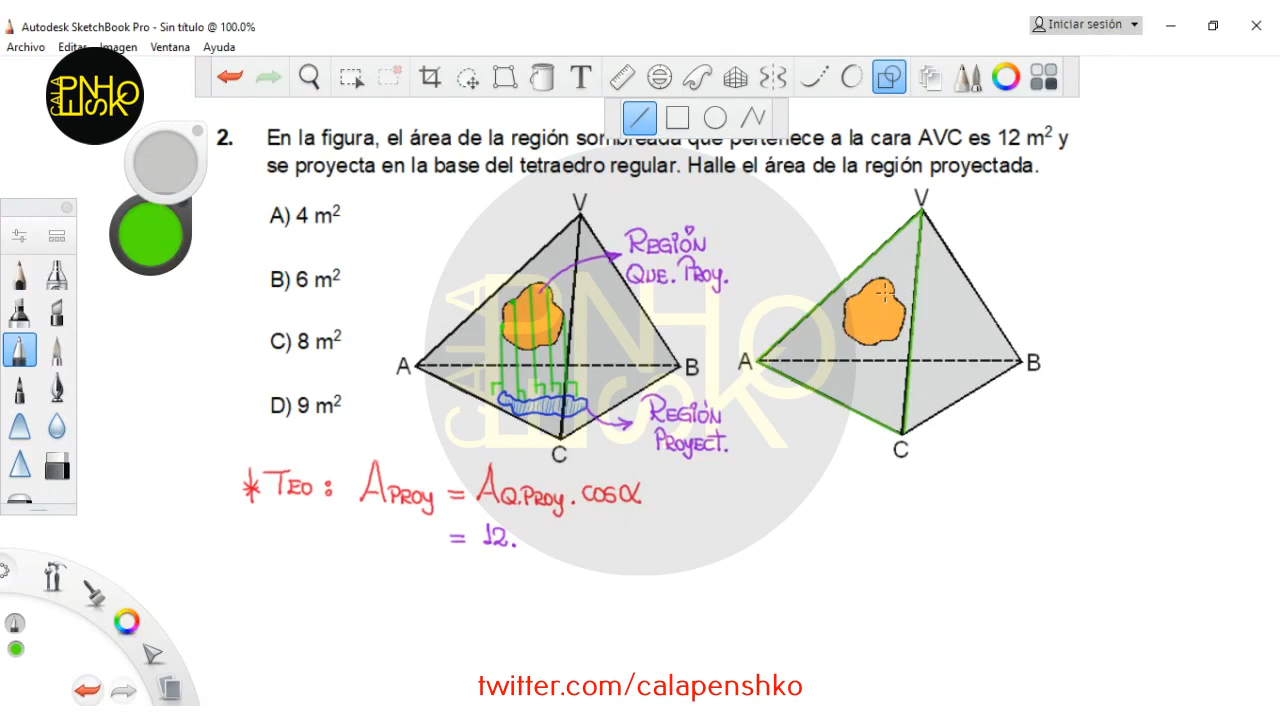 Autodesk SketchBook Pro - Sin título @ 100.0%
Iniciar sesión
Archivo Editar Imagen Ventana Ayuda
CALA
PENHOSK
2. En la figura, el área de la región sombreada que pertenece a la cara AVC es 12 m² y
se proyecta en la base del tetraedro regular. Halle el área de la región proyectada.
A) 4 m²
B) 6 m²
C) 8 m²
D) 9 m²
V
REGIÓN
QUE. PROY.
A
B
C
REGIÓN
PROYECT.
V
A
B
C
* TEO: APROY = AQ.PROY. COSα
= 12.
twitter.com/calapenshko